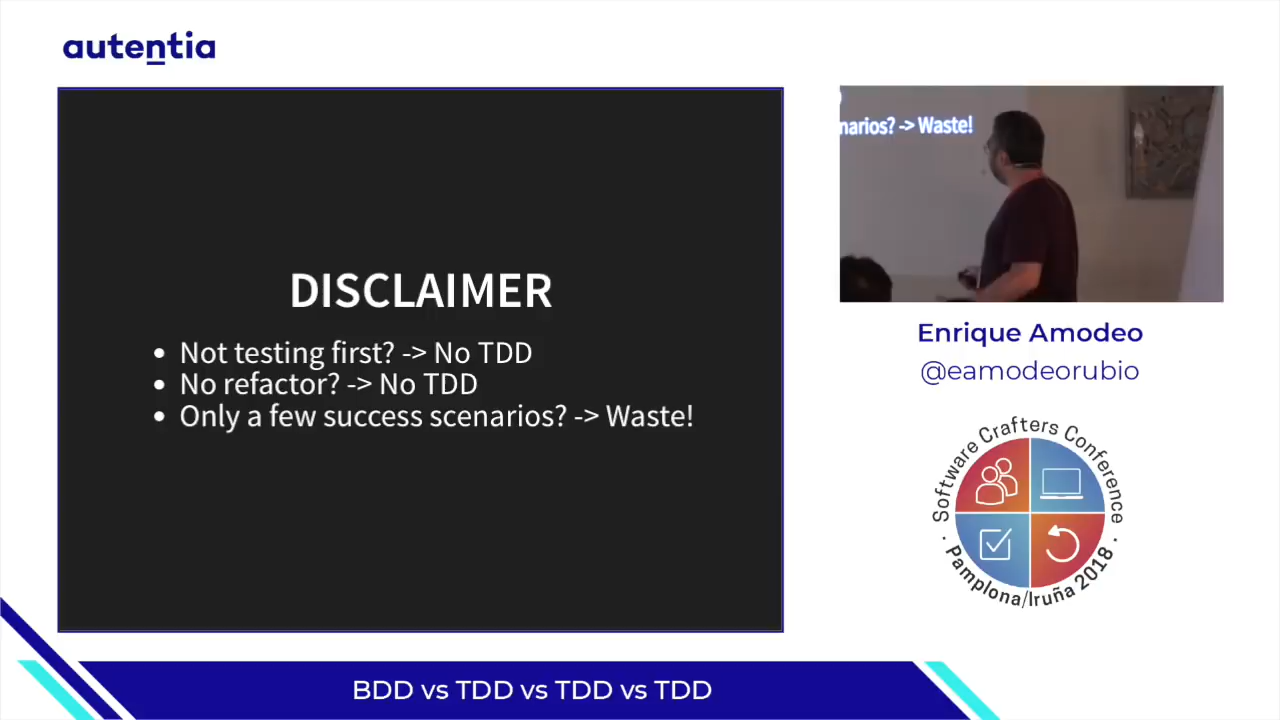 autentia
DISCLAIMER
• Not testing first? -> No TDD
• No refactor? -> No TDD
• Only a few success scenarios? -> Waste!
narios? -> Waste!
Enrique Amodeo
@eamodeorubio
Software Crafters Conference
· Pamplona/Iruña 2018 ·
BDD vs TDD vs TDD vs TDD